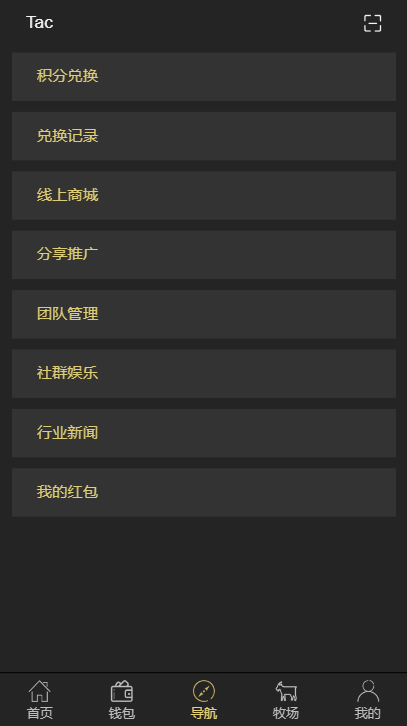 Tac
积分兑换
兑换记录
线上商城
分享推广
团队管理
社群娱乐
行业新闻
我的红包
首页 钱包 导航 牧场 我的